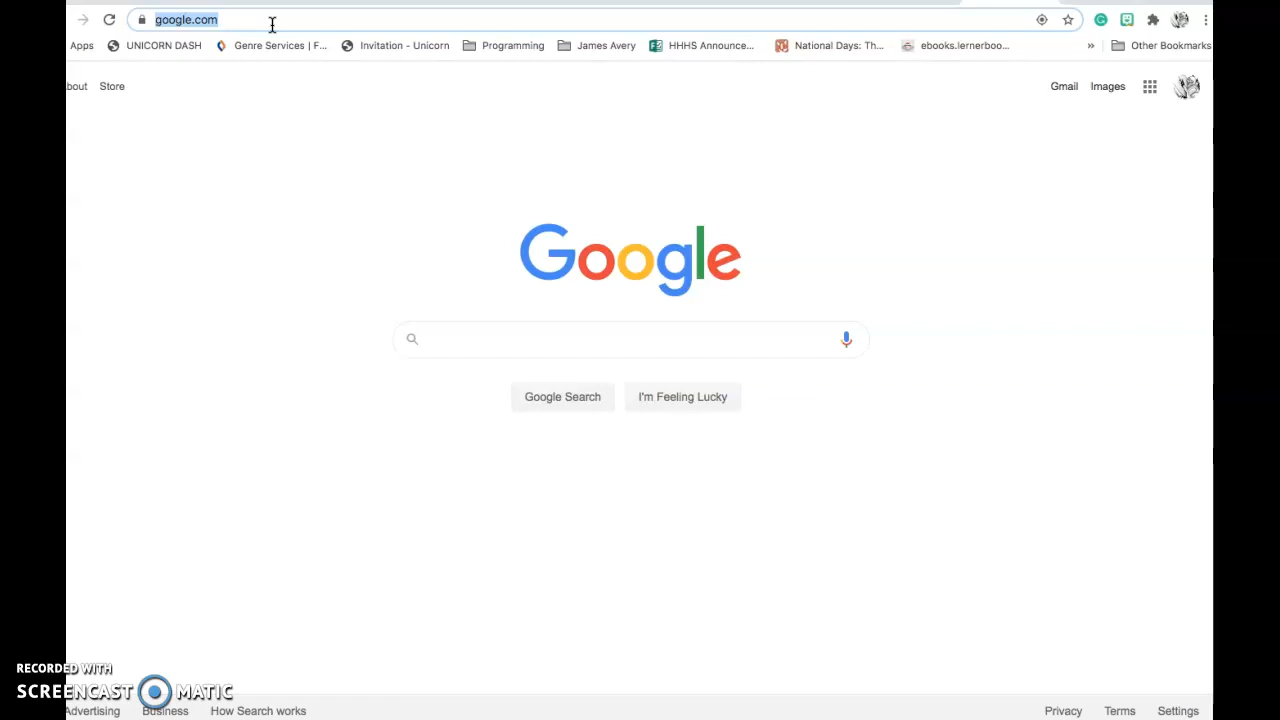 google.com
Apps UNICORN DASH Genre Services | F... Invitation - Unicorn Programming James Avery HHHS Announce... National Days: Th... ebooks.lernerboo... » Other Bookmarks
bout Store Gmail Images
Google
Google Search I'm Feeling Lucky
RECORDED WITH
SCREENCAST MATIC
Advertising Business How Search works Privacy Terms Settings